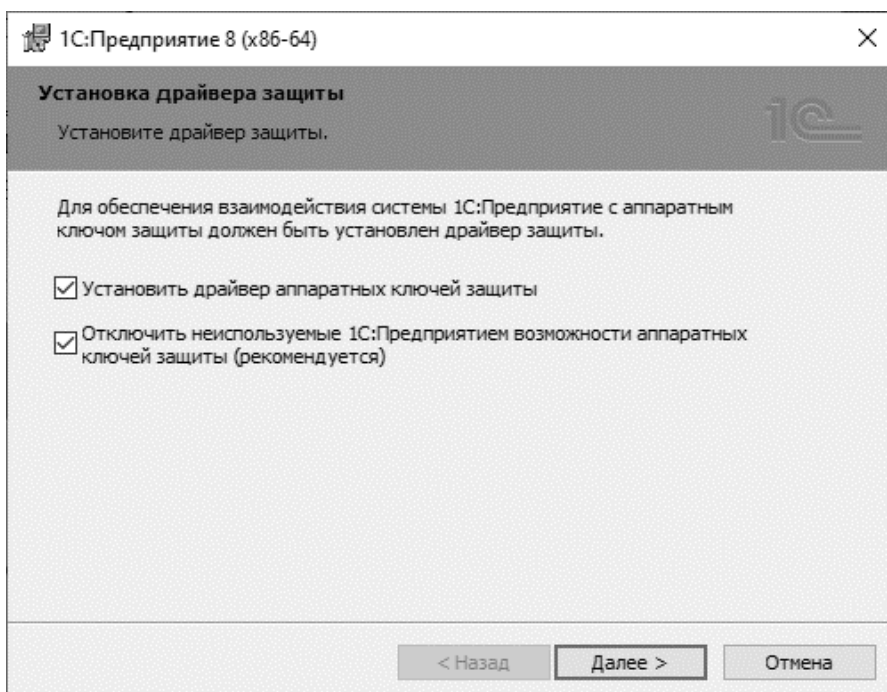 1С:Предприятие 8 (x86-64)
Установка драйвера защиты
Установите драйвер защиты.
1С
Для обеспечения взаимодействия системы 1С:Предприятие с аппаратным
ключом защиты должен быть установлен драйвер защиты.
Установить драйвер аппаратных ключей защиты
Отключить неиспользуемые 1С:Предприятием возможности аппаратных
ключей защиты (рекомендуется)
< Назад
Далее >
Отмена